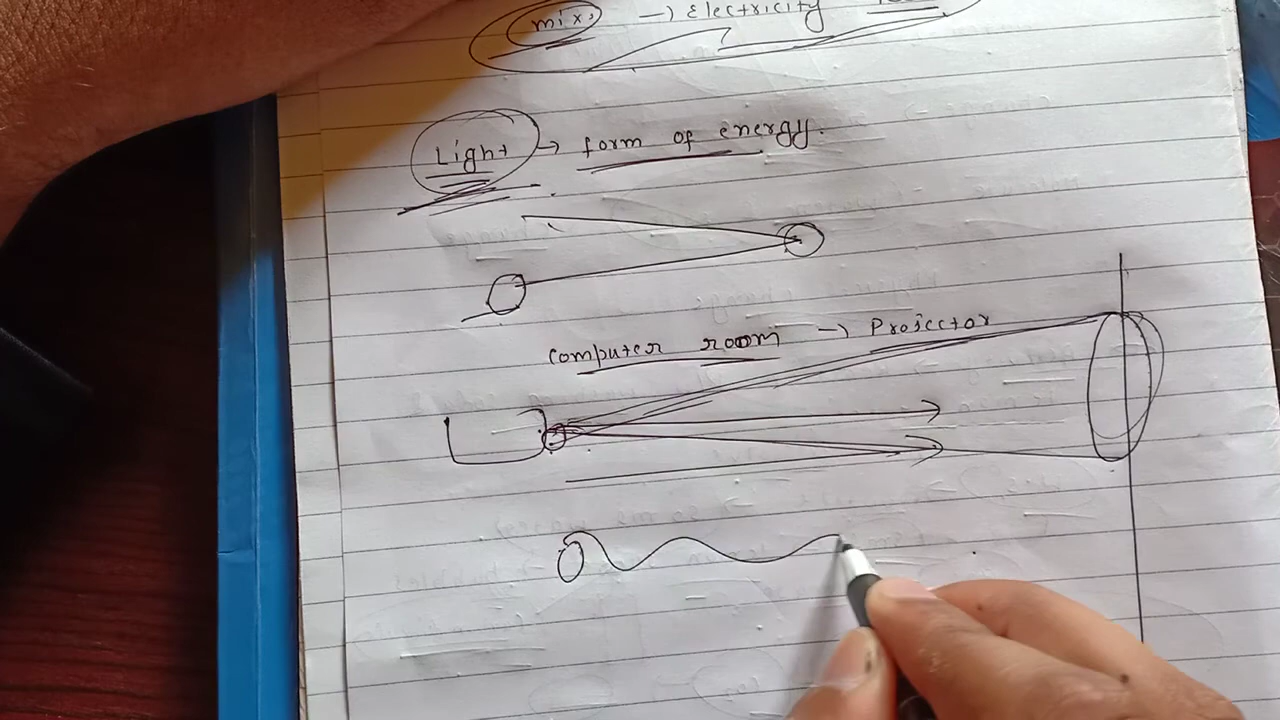 mix, → Electricity
Light → form of energy.
computer room → Projector